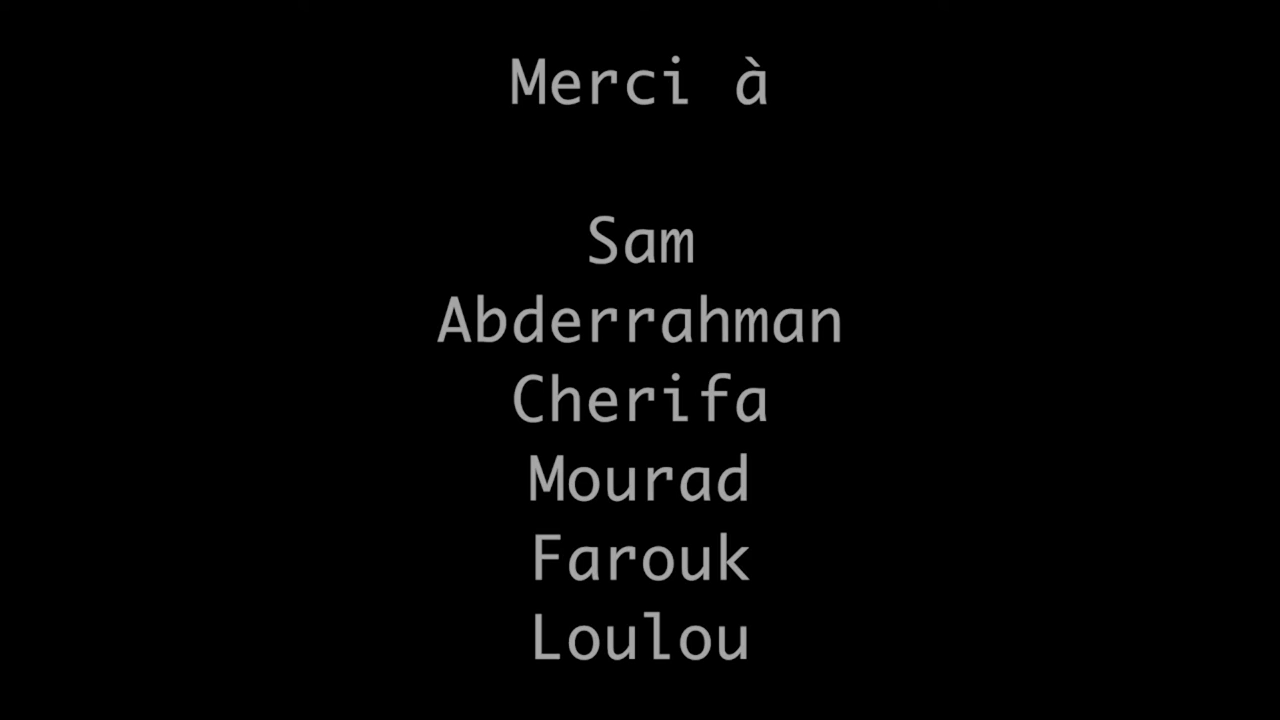 Merci à
Sam
Abderrahman
Cherifa
Mourad
Farouk
Loulou